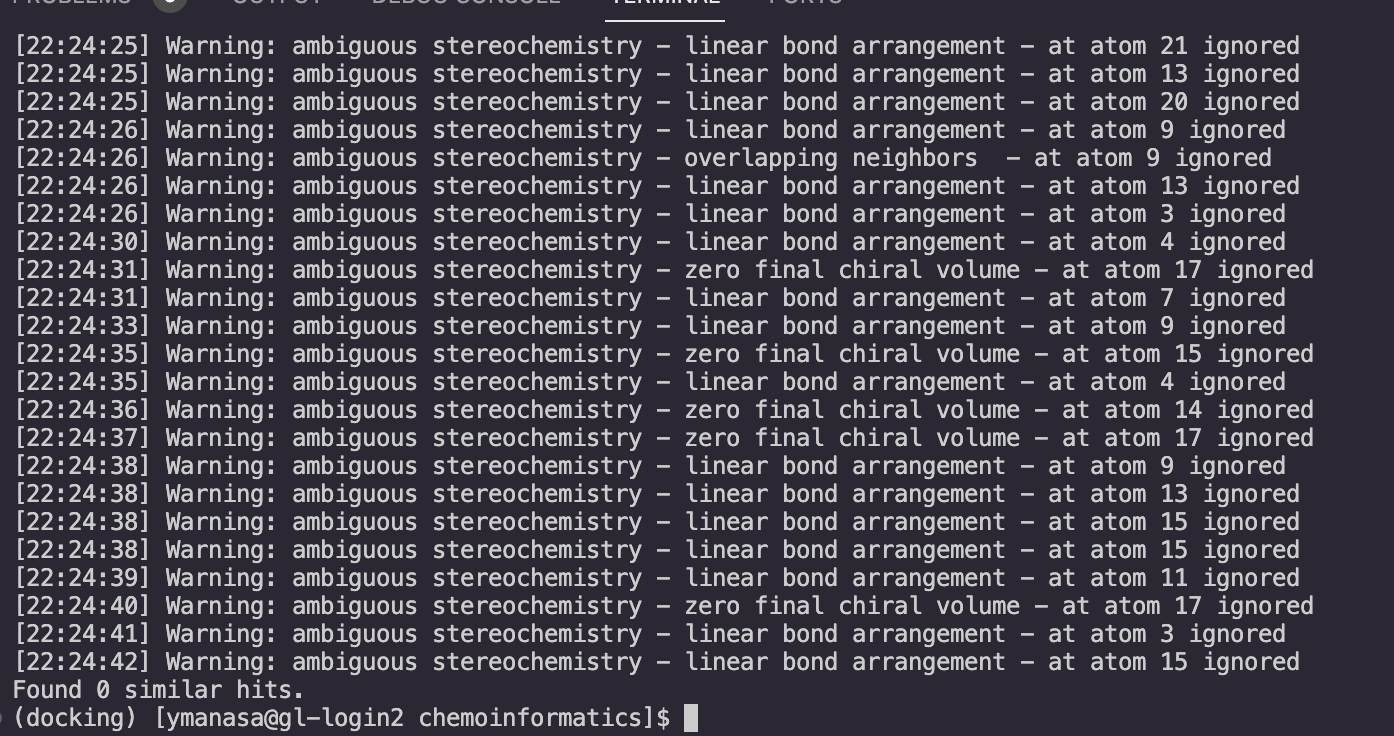 PROBLEMS OUTPUT DEBUG CONSOLE TERMINAL PORTS
[22:24:25] Warning: ambiguous stereochemistry - linear bond arrangement - at atom 21 ignored
[22:24:25] Warning: ambiguous stereochemistry - linear bond arrangement - at atom 13 ignored
[22:24:25] Warning: ambiguous stereochemistry - linear bond arrangement - at atom 20 ignored
[22:24:26] Warning: ambiguous stereochemistry - linear bond arrangement - at atom 9 ignored
[22:24:26] Warning: ambiguous stereochemistry - overlapping neighbors  - at atom 9 ignored
[22:24:26] Warning: ambiguous stereochemistry - linear bond arrangement - at atom 13 ignored
[22:24:26] Warning: ambiguous stereochemistry - linear bond arrangement - at atom 3 ignored
[22:24:30] Warning: ambiguous stereochemistry - linear bond arrangement - at atom 4 ignored
[22:24:31] Warning: ambiguous stereochemistry - zero final chiral volume - at atom 17 ignored
[22:24:31] Warning: ambiguous stereochemistry - linear bond arrangement - at atom 7 ignored
[22:24:33] Warning: ambiguous stereochemistry - linear bond arrangement - at atom 9 ignored
[22:24:35] Warning: ambiguous stereochemistry - zero final chiral volume - at atom 15 ignored
[22:24:35] Warning: ambiguous stereochemistry - linear bond arrangement - at atom 4 ignored
[22:24:36] Warning: ambiguous stereochemistry - zero final chiral volume - at atom 14 ignored
[22:24:37] Warning: ambiguous stereochemistry - zero final chiral volume - at atom 17 ignored
[22:24:38] Warning: ambiguous stereochemistry - linear bond arrangement - at atom 9 ignored
[22:24:38] Warning: ambiguous stereochemistry - linear bond arrangement - at atom 13 ignored
[22:24:38] Warning: ambiguous stereochemistry - linear bond arrangement - at atom 15 ignored
[22:24:38] Warning: ambiguous stereochemistry - linear bond arrangement - at atom 15 ignored
[22:24:39] Warning: ambiguous stereochemistry - linear bond arrangement - at atom 11 ignored
[22:24:40] Warning: ambiguous stereochemistry - zero final chiral volume - at atom 17 ignored
[22:24:41] Warning: ambiguous stereochemistry - linear bond arrangement - at atom 3 ignored
[22:24:42] Warning: ambiguous stereochemistry - linear bond arrangement - at atom 15 ignored
Found 0 similar hits.
(docking) [ymanasa@gl-login2 chemoinformatics]$